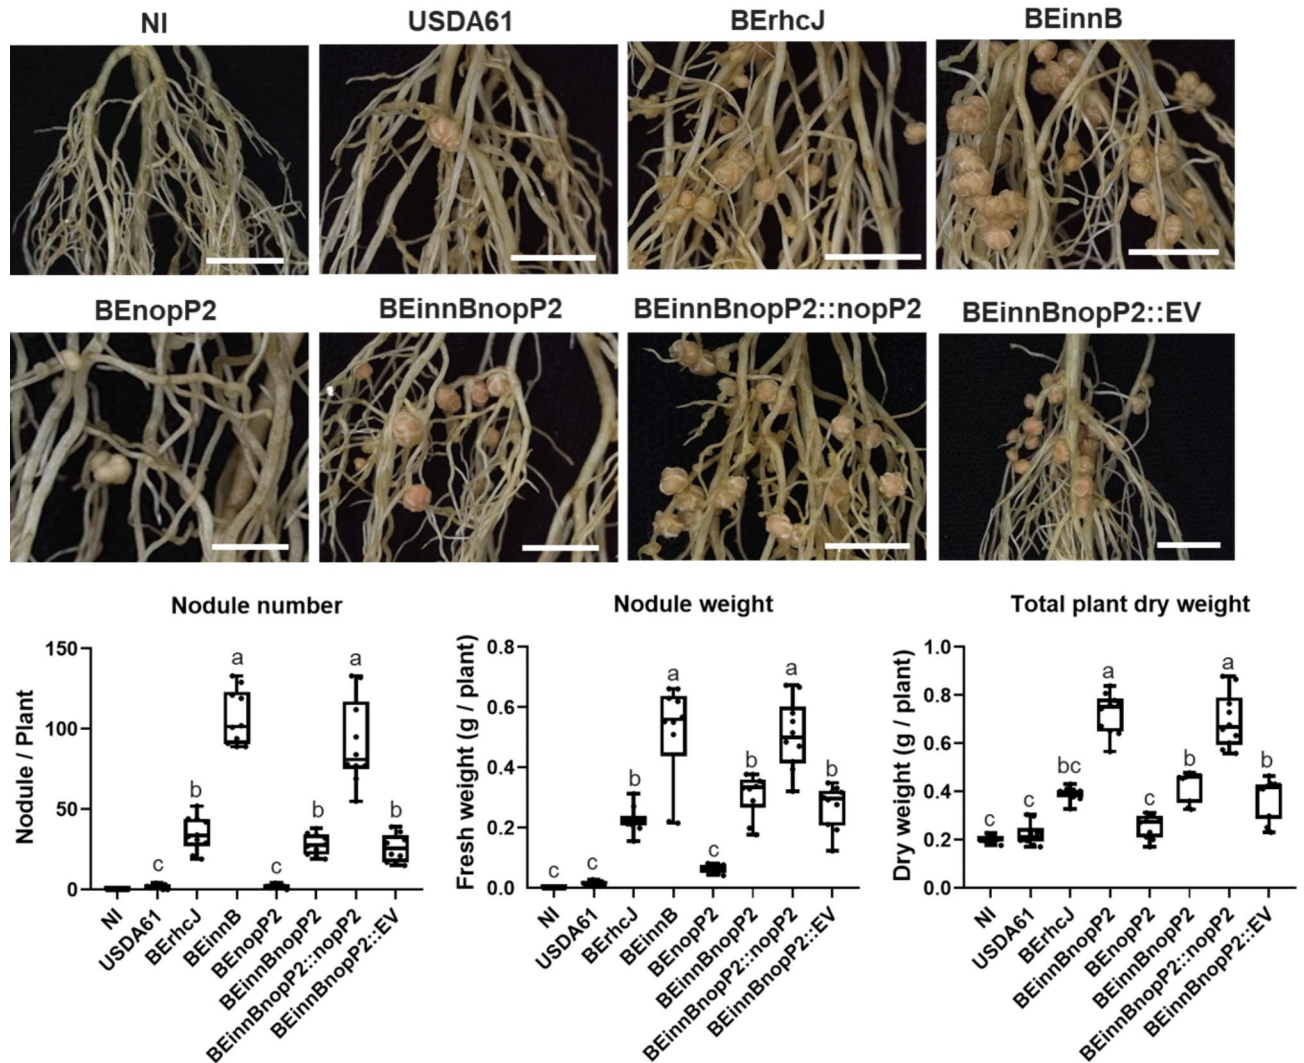 NI USDA61 BErhcJ BEinnB
BEnopP2 BEinnBnopP2 BEinnBnopP2::nopP2 BEinnBnopP2::EV
Nodule number
Nodule / Plant
150
100
50
0
c
b
a
c
b
a
b
NI
USDA61
BErhcJ
BEinnB
BEnopP2
BEinnBnopP2
BEinnBnopP2::nopP2
BEinnBnopP2::EV
Nodule weight
Fresh weight (g / plant)
0.8
0.6
0.4
0.2
0.0
c
c
b
a
c
b
a
b
NI
USDA61
BErhcJ
BEinnB
BEnopP2
BEinnBnopP2
BEinnBnopP2::nopP2
BEinnBnopP2::EV
Total plant dry weight
Dry weight (g / plant)
1.0
0.8
0.6
0.4
0.2
0.0
c
c
bc
a
c
b
a
b
NI
USDA61
BErhcJ
BEinnBnopP2
BEnopP2
BEinnBnopP2
BEinnBnopP2::nopP2
BEinnBnopP2::EV